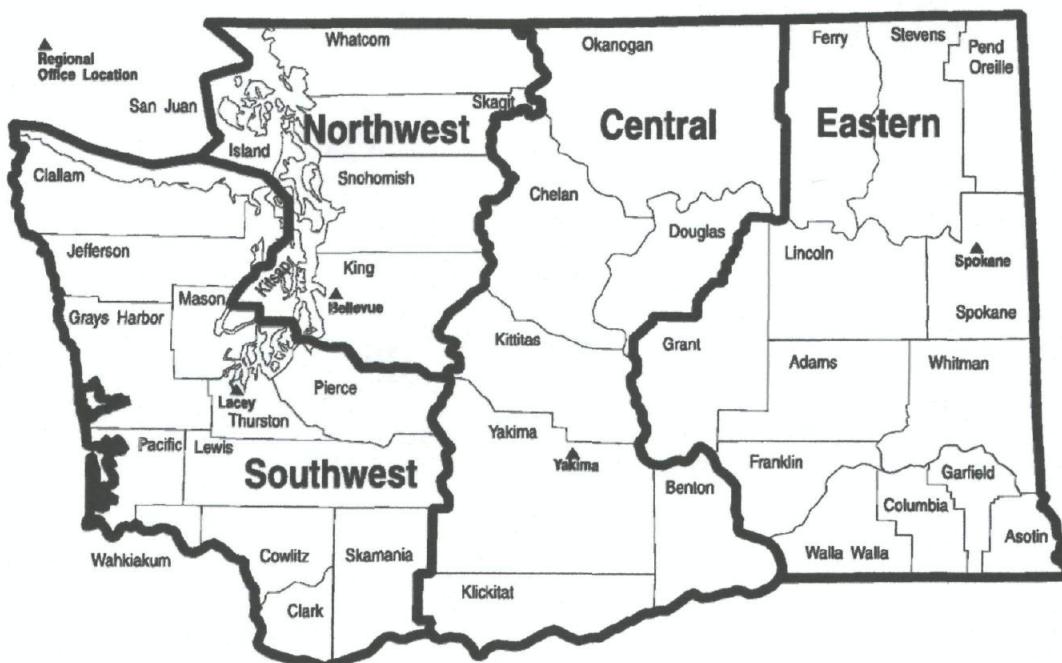 Regional
Office Location
San Juan
Whatcom
Skagit
Northwest
Island
Snohomish
Clallam
Jefferson
Kitsap
King
Bellevue
Mason
Grays Harbor
Pierce
Lacey
Thurston
Pacific
Lewis
Southwest
Wahkiakum
Cowlitz
Skamania
Clark
Okanogan
Central
Chelan
Douglas
Kittitas
Yakima
Yakima
Benton
Klickitat
Ferry
Stevens
Pend
Oreille
Eastern
Lincoln
Spokane
Spokane
Grant
Adams
Whitman
Franklin
Garfield
Columbia
Walla Walla
Asotin